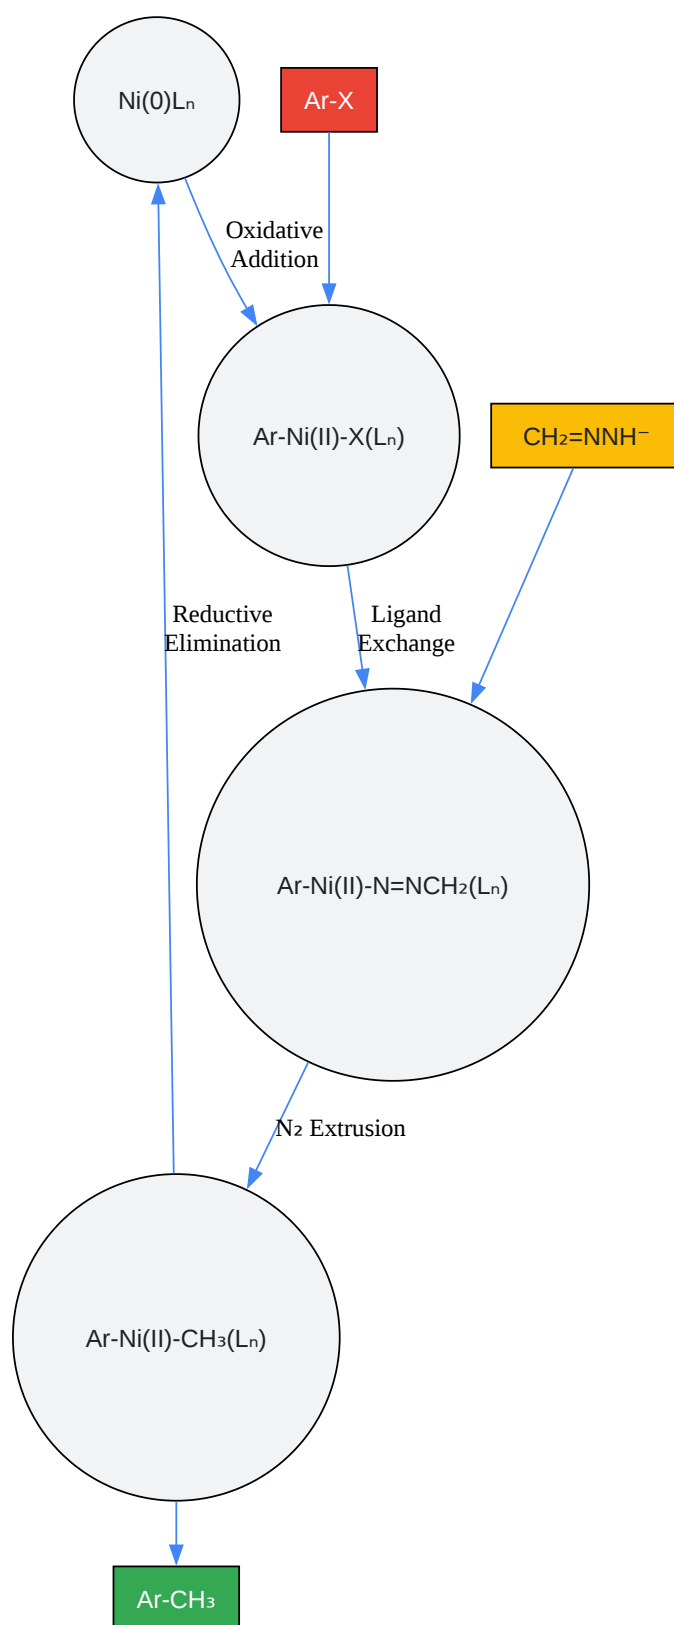 Ni(0)Lₙ
Ar-X
Oxidative
Addition
Ar-Ni(II)-X(Lₙ)
CH₂=NNH⁻
Reductive
Elimination
Ligand
Exchange
Ar-Ni(II)-N=NCH₂(Lₙ)
N₂ Extrusion
Ar-Ni(II)-CH₃(Lₙ)
Ar-CH₃